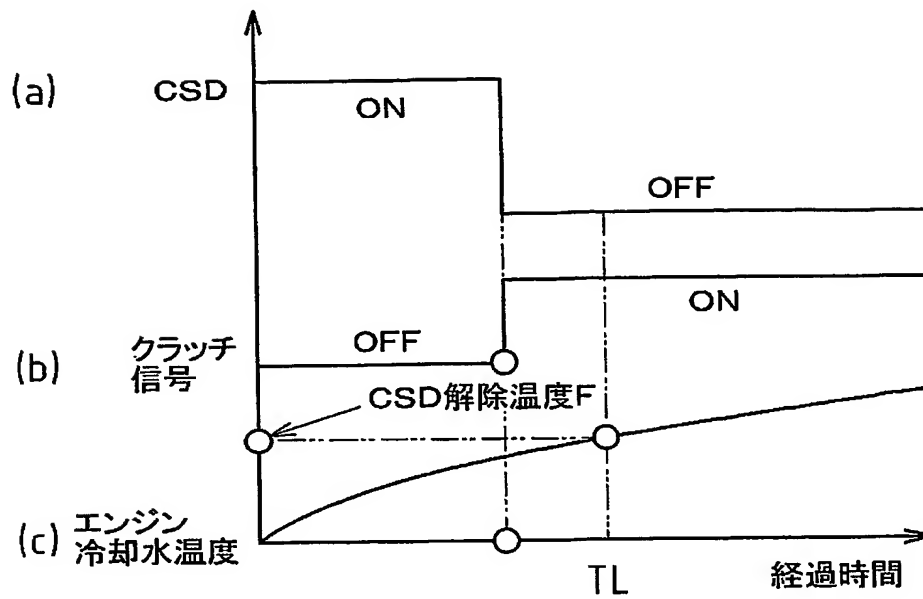 (a)
CSD
ON
OFF
ON
(b)
クラッチ
信号
OFF
CSD解除温度F
(c)
エンジン
冷却水温度
TL
経過時間